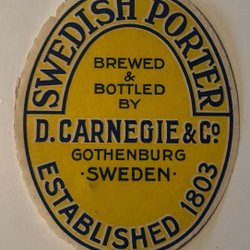 SWEDISH PORTER
BREWED
&
BOTTLED
BY
D. CARNEGIE & Cº.
GOTHENBURG
· SWEDEN ·
ESTABLISHED 1803